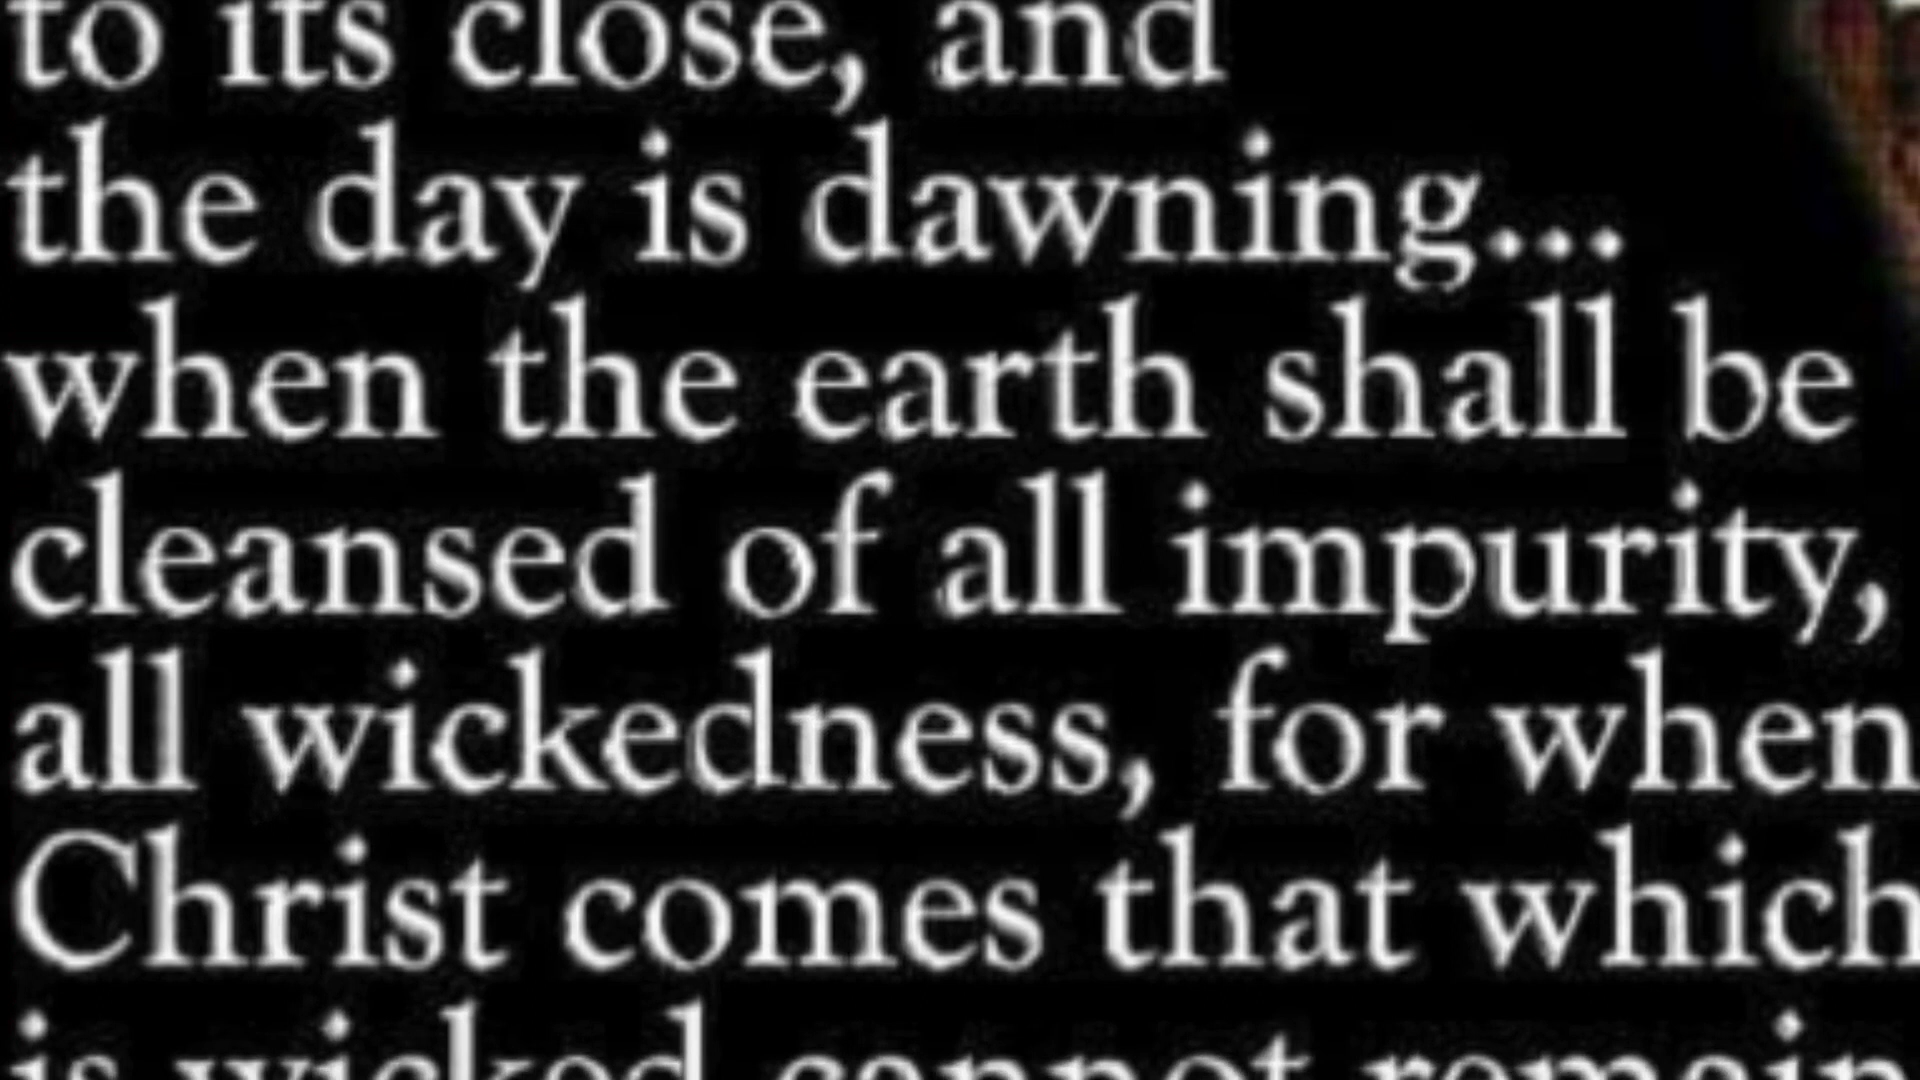 to its close, and
the day is dawning...
when the earth shall be
cleansed of all impurity,
all wickedness, for when
Christ comes that which
is wicked cannot remain